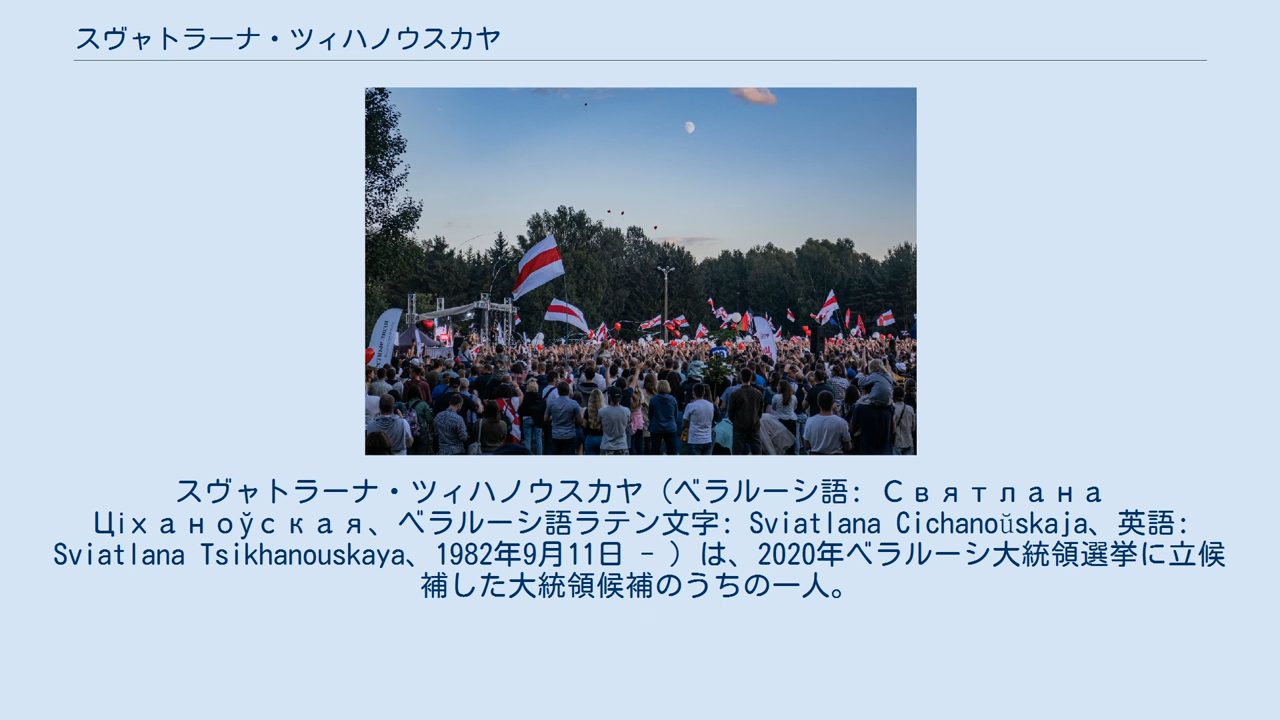 スヴャトラーナ・ツィハノウスカヤ
スヴャトラーナ・ツィハノウスカヤ（ベラルーシ語: Святлана
Ціханоўская、ベラルーシ語ラテン文字: Sviatlana Cichanoŭskaja、英語:
Sviatlana Tsikhanouskaya、1982年9月11日 - ）は、2020年ベラルーシ大統領選挙に立候
補した大統領候補のうちの一人。